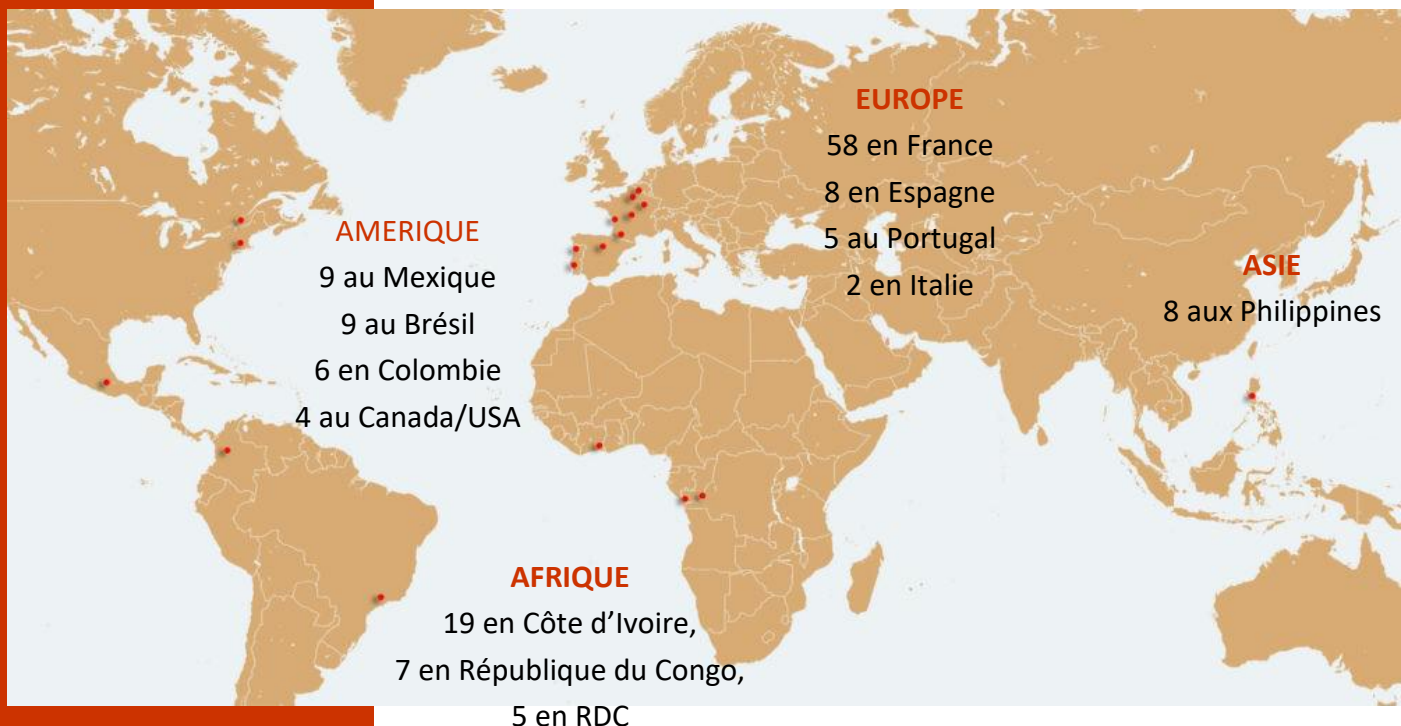 EUROPE
58 en France
8 en Espagne
5 au Portugal
2 en Italie
AMERIQUE
9 au Mexique
9 au Brésil
6 en Colombie
4 au Canada/USA
ASIE
8 aux Philippines
AFRIQUE
19 en Côte d’Ivoire,
7 en République du Congo,
5 en RDC